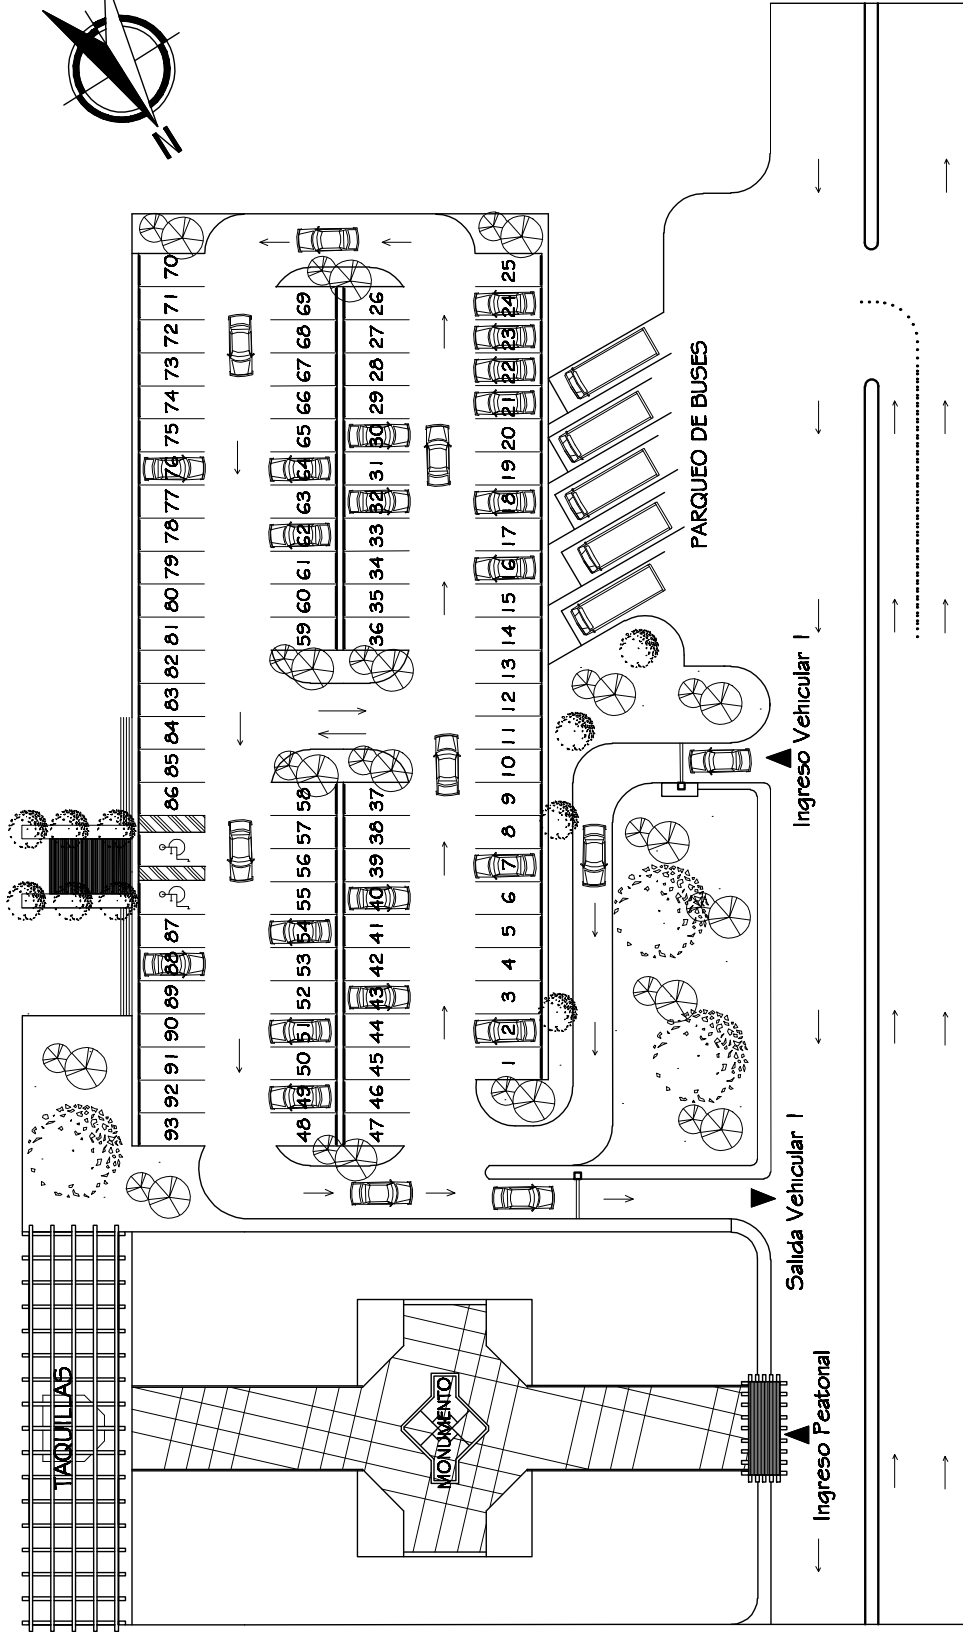 TAQUILLAS
N
93 92 91 90 89 88 87 86 85 84 83 82 81 80 79 78 77 76 75 74 73 72 71 70
48 49 50 51 52 53 54 55 56 57 58 59 60 61 62 63 64 65 66 67 68 69
47 46 45 44 43 42 41 40 39 38 37 36 35 34 33 32 31 30 29 28 27 26
MONUMENTO
1 2 3 4 5 6 7 8 9 10 11 12 13 14 15 16 17 18 19 20 21 22 23 24 25
PARQUEO DE BUSES
Salida Vehicular 1
Ingreso Vehicular 1
Ingreso Peatonal